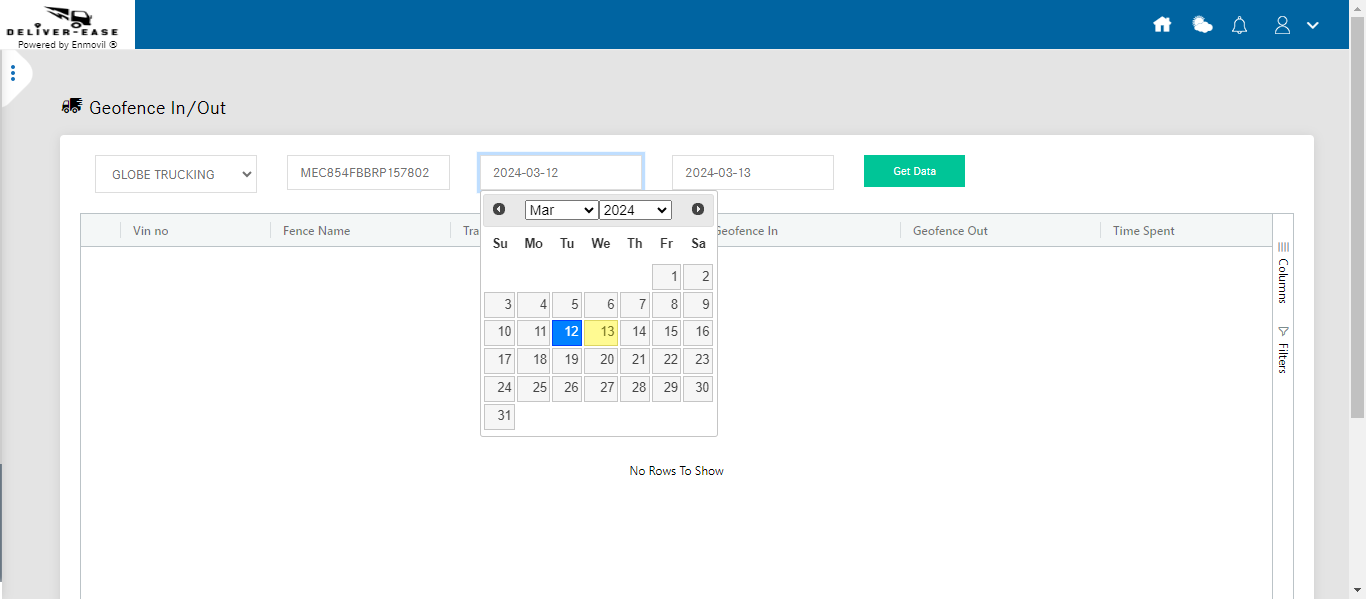 DELIVER-EASE
Powered by Enmovil ®
Geofence In/Out
GLOBE TRUCKING
MEC854FBBRP157802
2024-03-12
2024-03-13
Get Data
Mar 2024
Su Mo Tu We Th Fr Sa
1 2
3 4 5 6 7 8 9
10 11 12 13 14 15 16
17 18 19 20 21 22 23
24 25 26 27 28 29 30
31
Vin no
Fence Name
Tra
Geofence In
Geofence Out
Time Spent
Columns
Filters
No Rows To Show